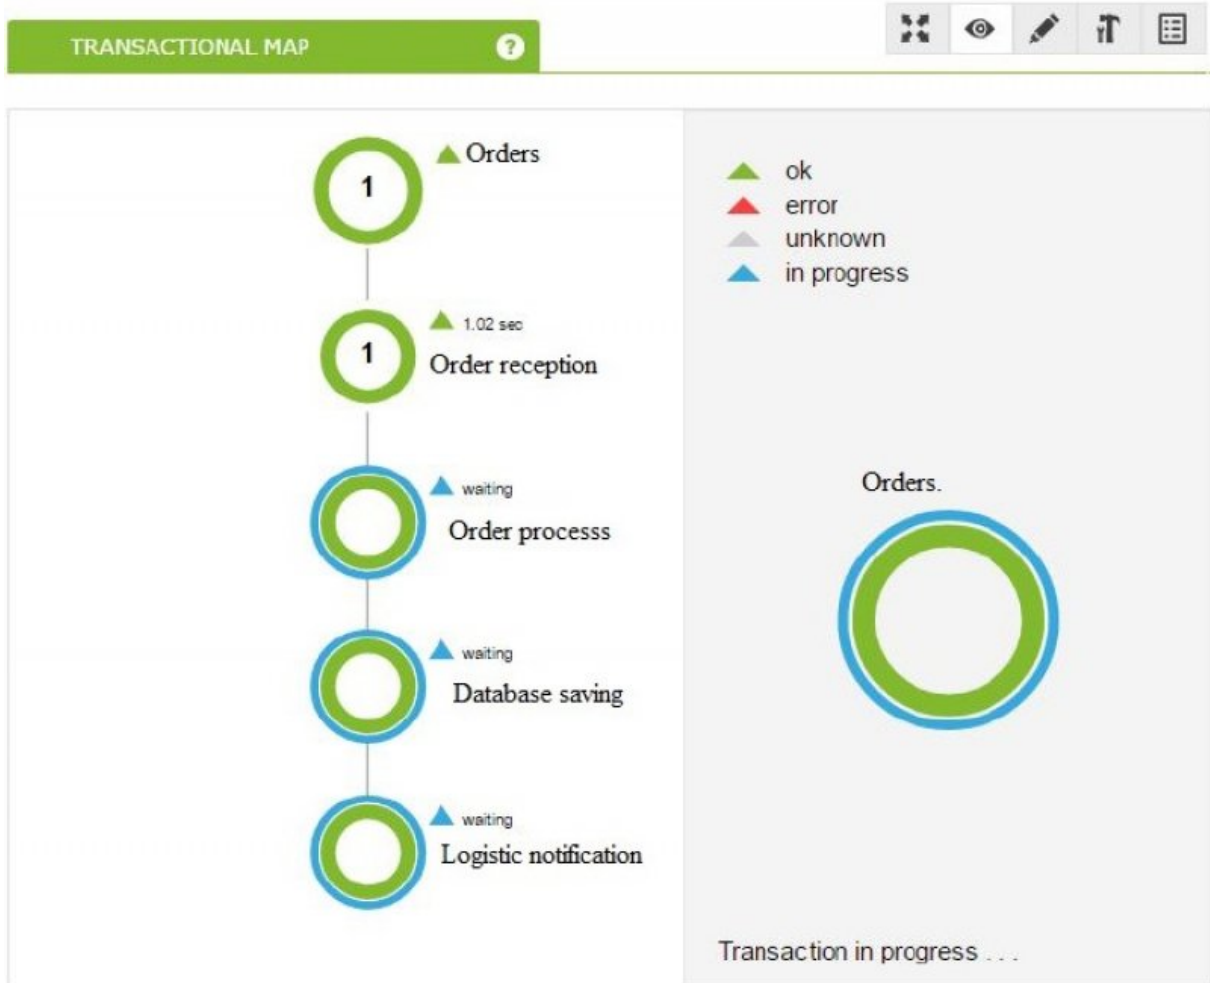 TRANSACTIONAL MAP ?
1
Orders
1
1.02 sec
Order reception
waiting
Order processs
waiting
Database saving
waiting
Logistic notification
ok
error
unknown
in progress
Orders.
Transaction in progress . . .